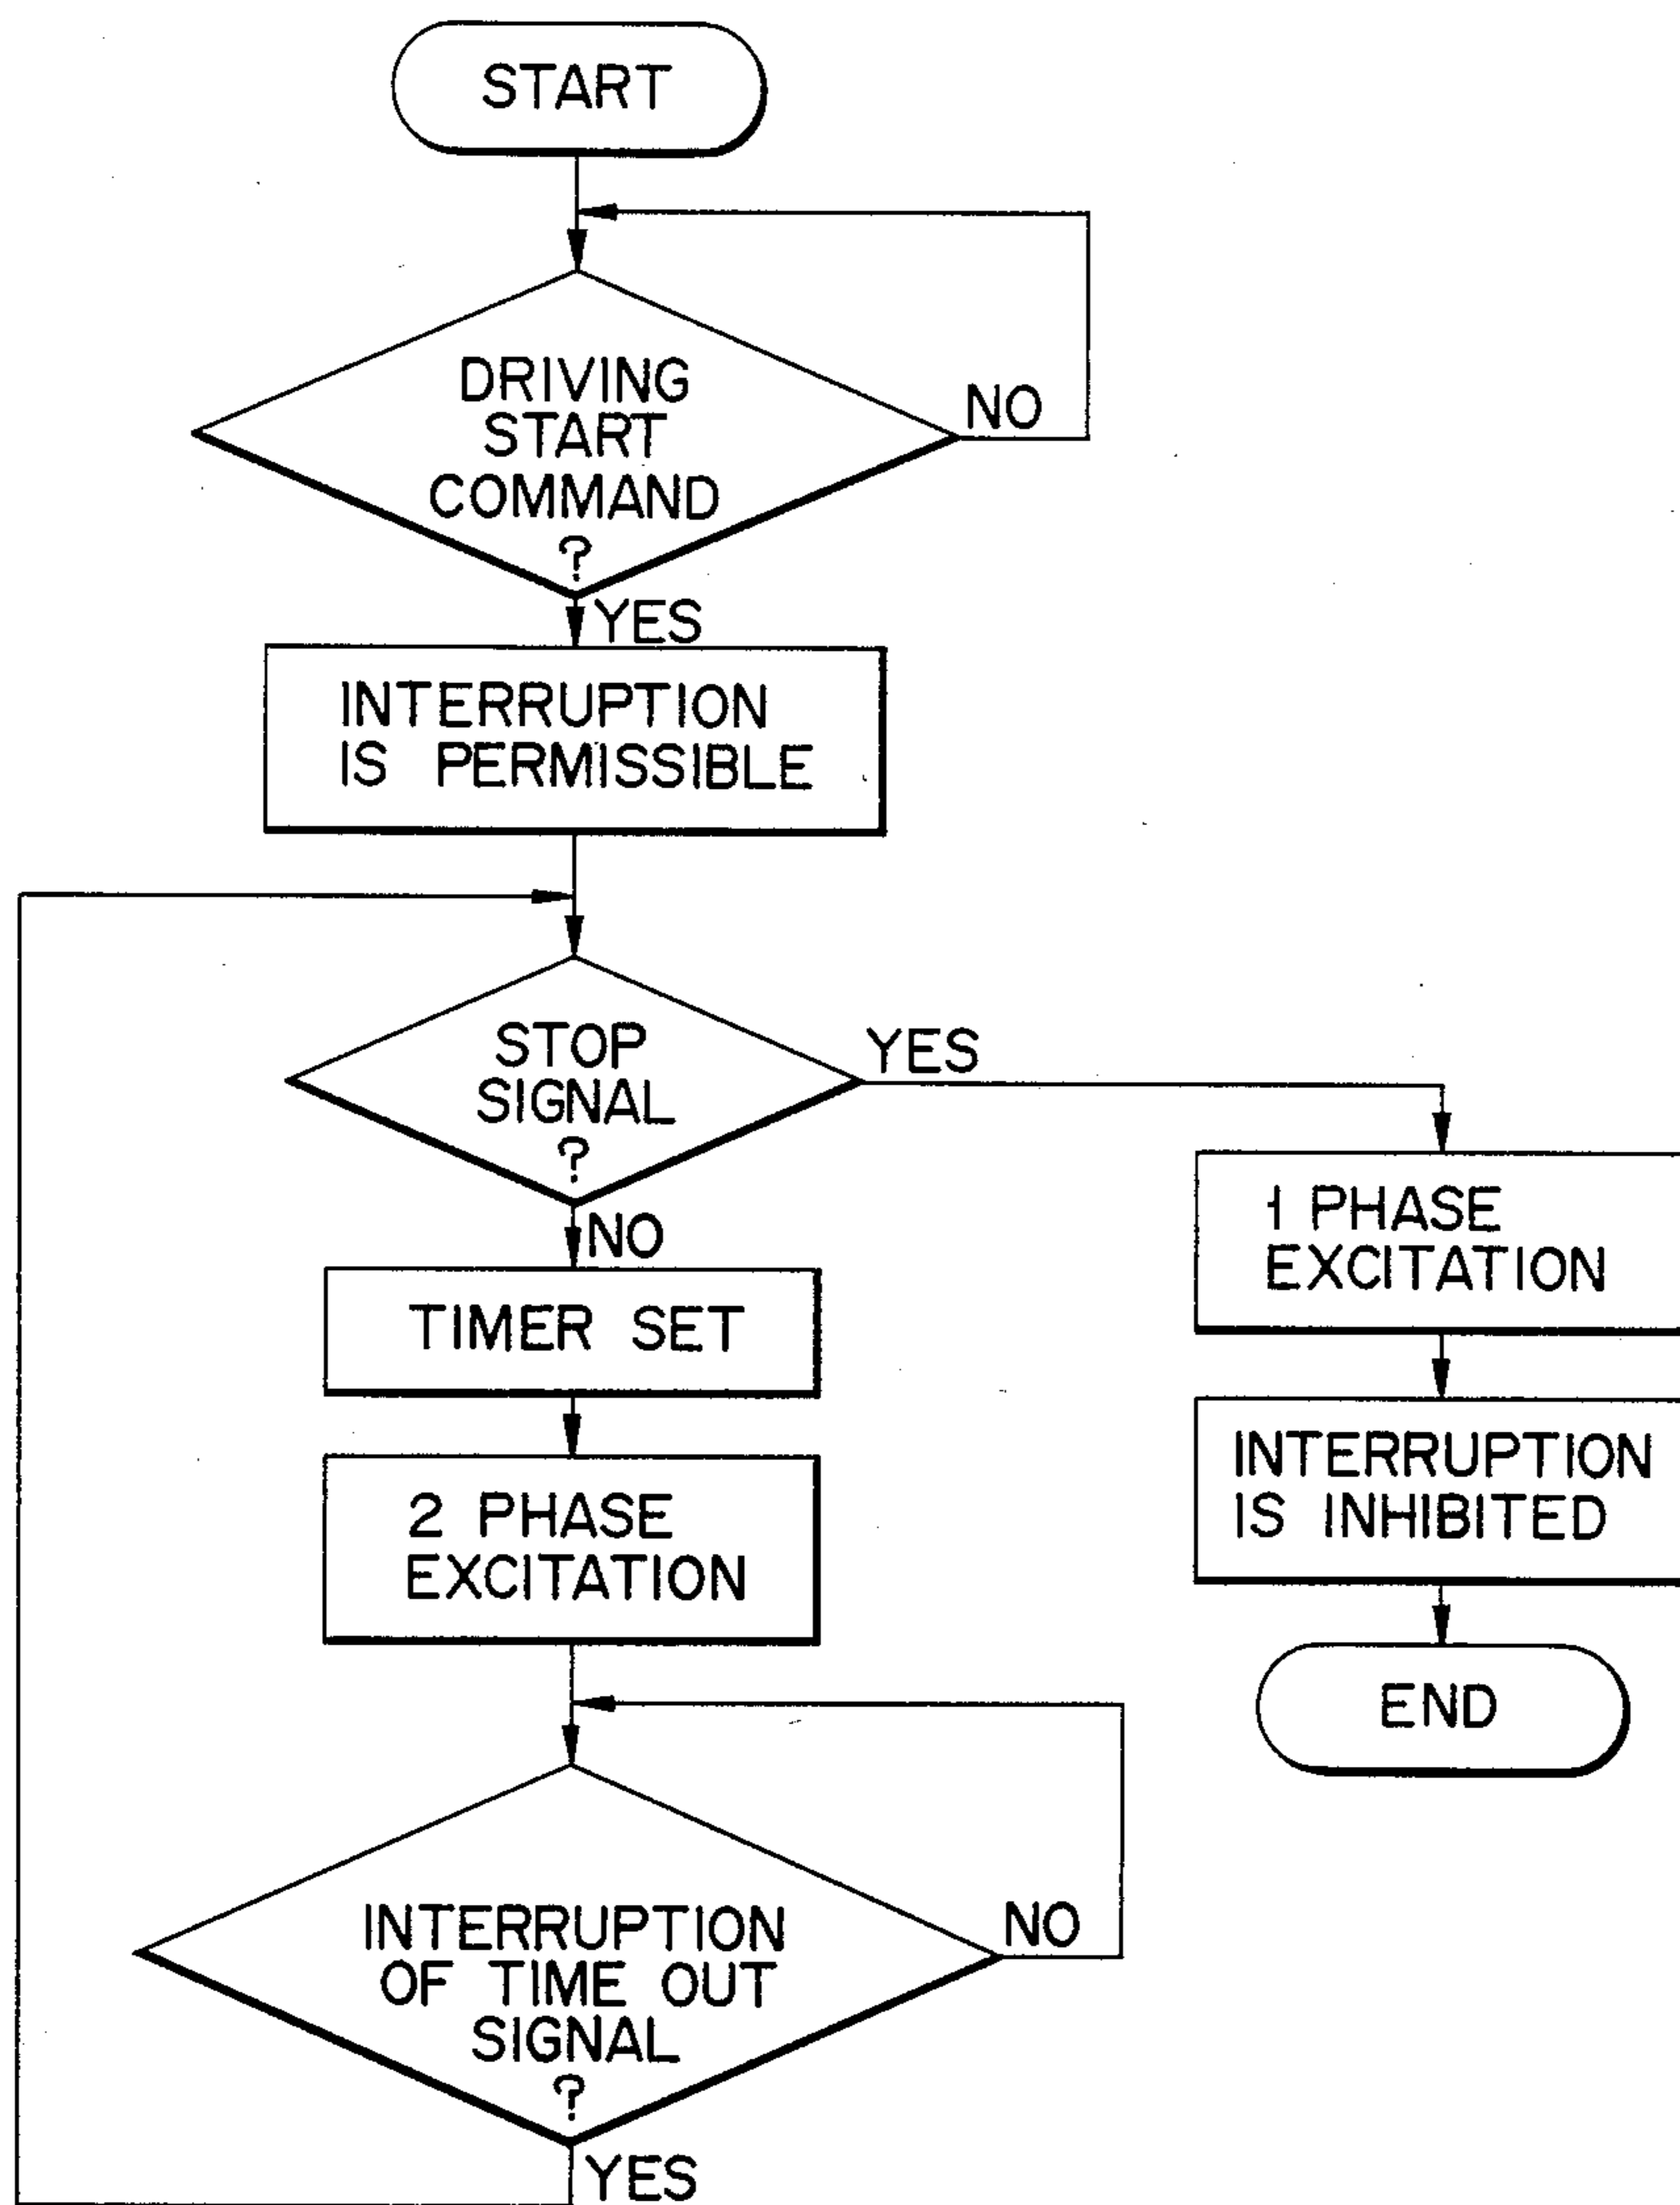 START
DRIVING
START
COMMAND
?
NO
YES
INTERRUPTION
IS PERMISSIBLE
STOP
SIGNAL
?
YES
NO
TIMER SET
2 PHASE
EXCITATION
INTERRUPTION
OF TIME OUT
SIGNAL
?
NO
YES
1 PHASE
EXCITATION
INTERRUPTION
IS INHIBITED
END